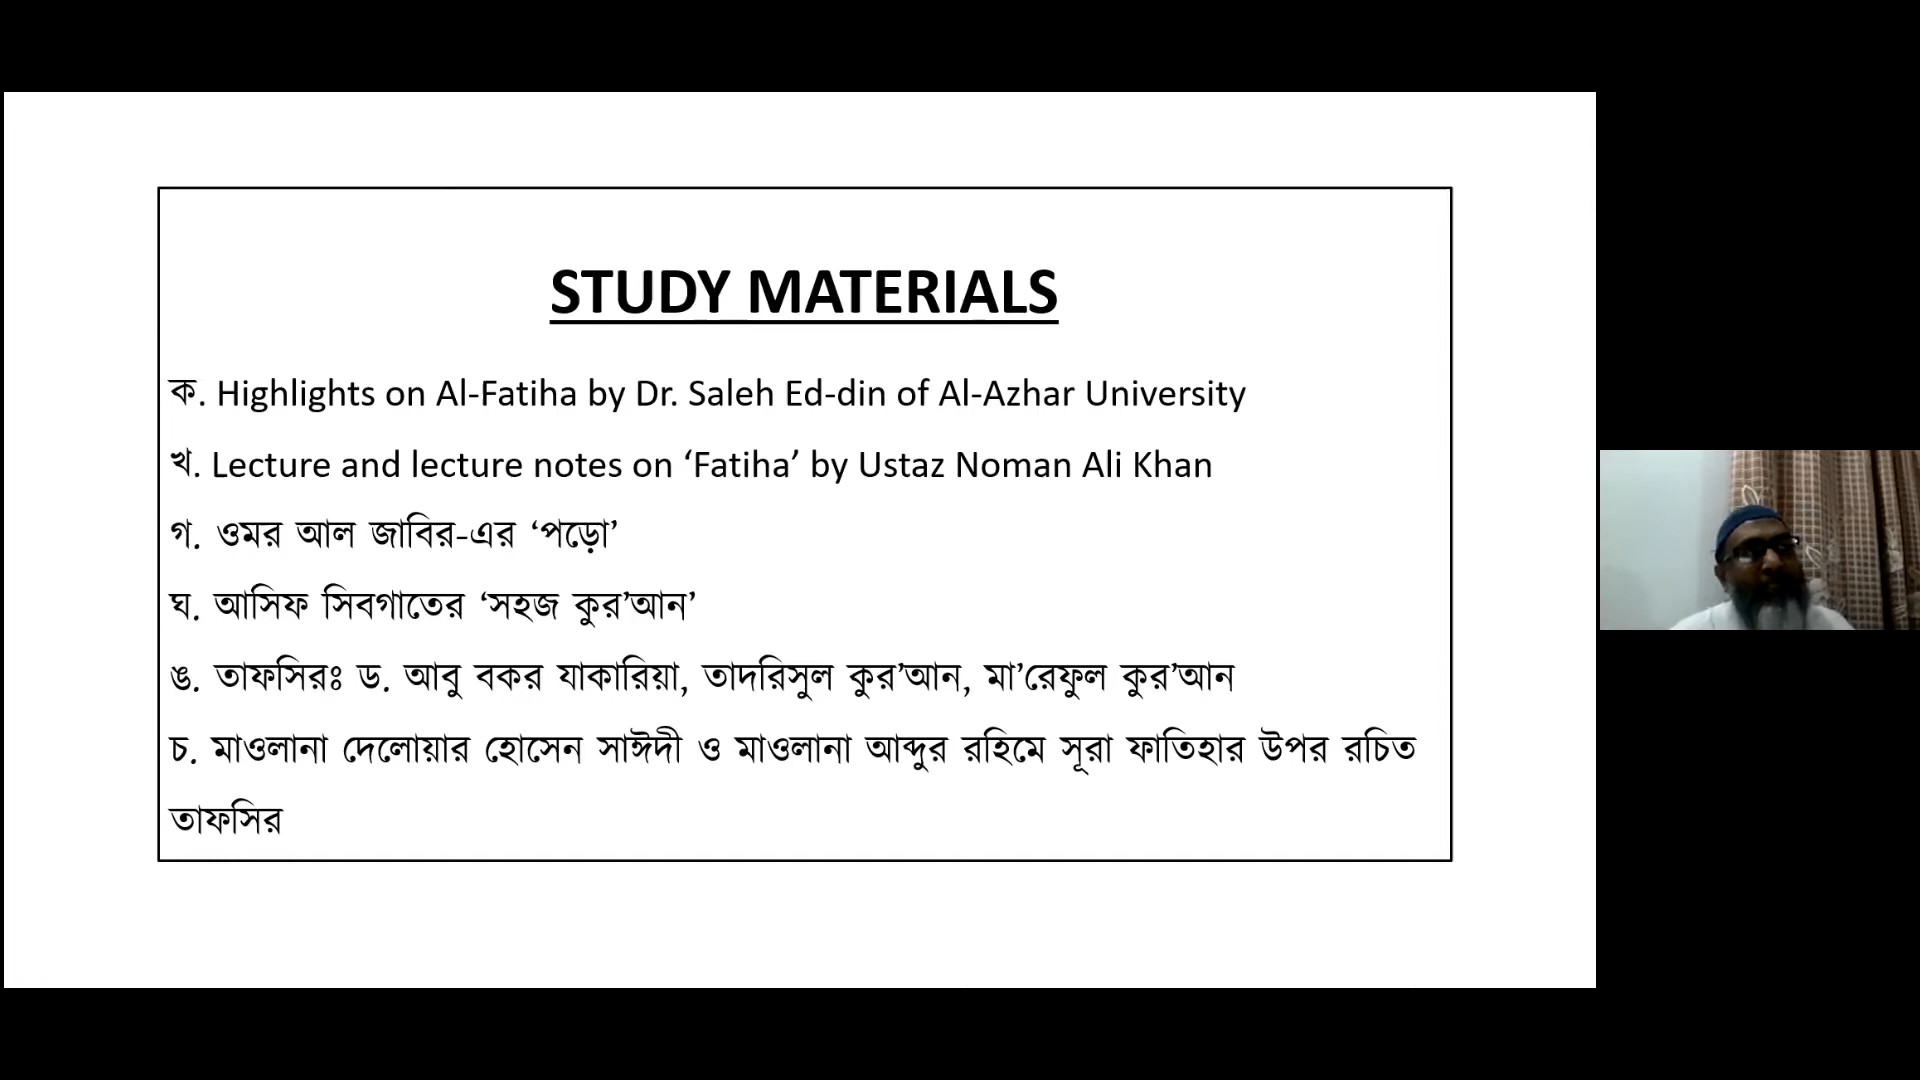 STUDY MATERIALS
ক. Highlights on Al-Fatiha by Dr. Saleh Ed-din of Al-Azhar University
খ. Lecture and lecture notes on ‘Fatiha’ by Ustaz Noman Ali Khan
গ. ওমর আল জাবির-এর ‘পড়ো’
ঘ. আসিফ সিবগাতের ‘সহজ কুর’আন’
ঙ. তাফসিরঃ ড. আবু বকর যাকারিয়া, তাদরিসুল কুর’আন, মা’রেফুল কুর’আন
চ. মাওলানা দেলোয়ার হোসেন সাঈদী ও মাওলানা আব্দুর রহিমে সূরা ফাতিহার উপর রচিত
তাফসির